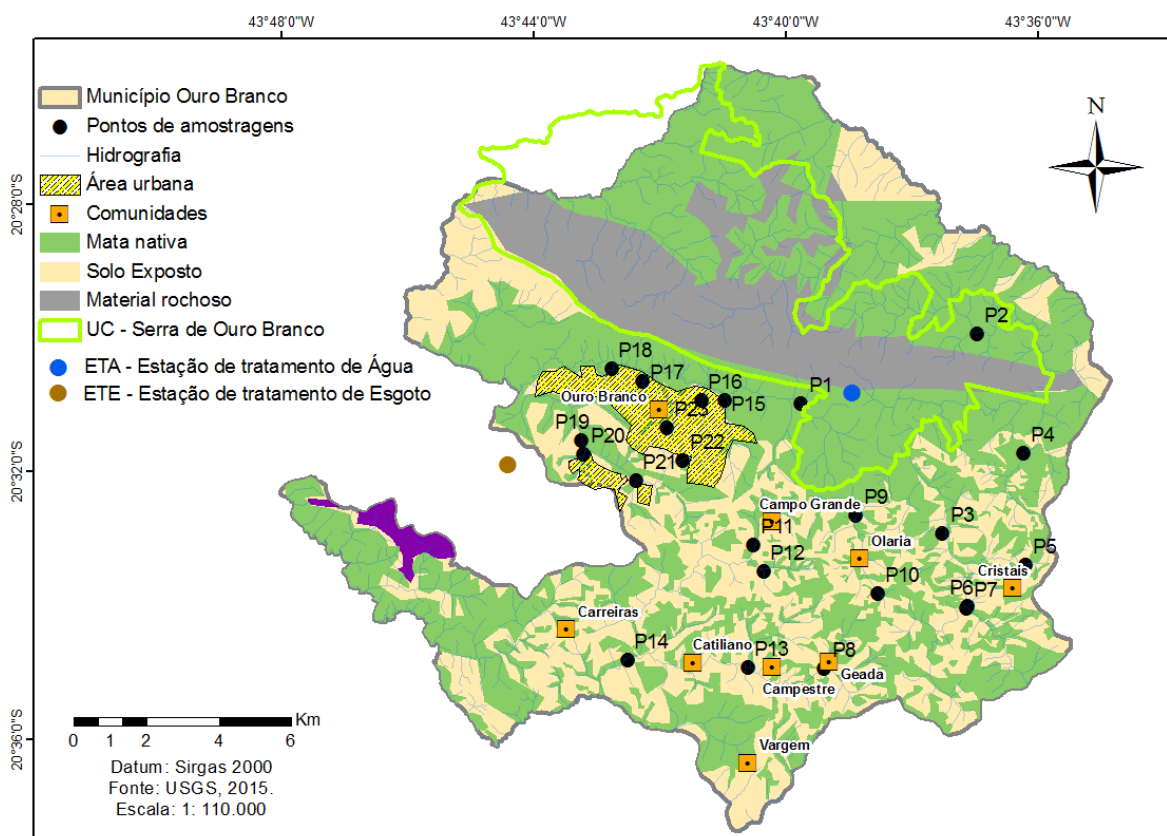 43°48'0"W 43°44'0"W 43°40'0"W 43°36'0"W
N
Município Ouro Branco
Pontos de amostragens
Hidrografia
Área urbana
Comunidades
Mata nativa
Solo Exposto
Material rochoso
UC - Serra de Ouro Branco
ETA - Estação de tratamento de Água
ETE - Estação de tratamento de Esgoto
20°28'0"S
20°32'0"S
20°36'0"S
P2
P18
P17
P16
P15
P1
Ouro Branco
P23
P19
P20
P22
P21
P4
Campo Grande
P9
P11
P3
Olaria
P12
P5
Cristais
P10
P6
P7
Carreiras
Catiliano
P14
P13
P8
Geada
Campestre
Vargem
Km
0 1 2 4 6
Datum: Sirgas 2000
Fonte: USGS, 2015.
Escala: 1: 110.000